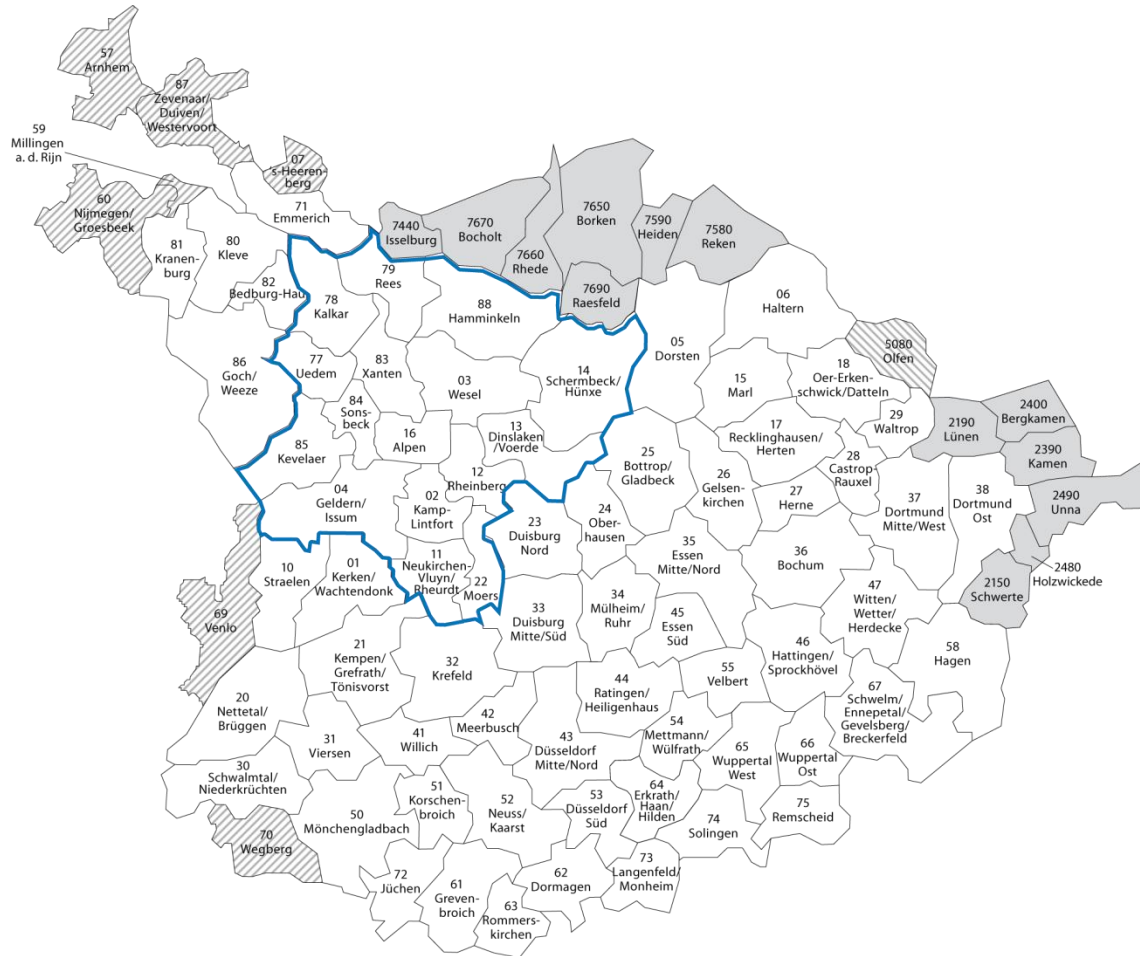 57
Arnhem
87
Zevenaar/
Duiven/
Westervoort
59
Millingen
a. d. Rijn
07
's-Heeren-
berg
60
Nijmegen/
Groesbeek
71
Emmerich
81
Kranen-
burg
80
Kleve
82
Bedburg-Hau
7440
Isselburg
7670
Bocholt
7660
Rhede
7650
Borken
7590
Heiden
7580
Reken
7690
Raesfeld
79
Rees
78
Kalkar
88
Hamminkeln
06
Haltern
05
Dorsten
5080
Olfen
86
Goch/
Weeze
77
Uedem
83
Xanten
03
Wesel
14
Schermbeck/
Hünxe
15
Marl
18
Oer-Erken-
schwick/Datteln
84
Sons-
beck
16
Alpen
13
Dinslaken
/Voerde
29
Waltrop
2190
Lünen
2400
Bergkamen
2390
Kamen
17
Recklinghausen/
Herten
85
Kevelaer
25
Bottrop/
Gladbeck
28
Castrop-
Rauxel
12
Rheinberg
26
Gelsen-
kirchen
27
Herne
37
Dortmund
Mitte/West
38
Dortmund
Ost
2490
Unna
04
Geldern/
Issum
02
Kamp-
Lintfort
24
Ober-
hausen
23
Duisburg
Nord
35
Essen
Mitte/Nord
36
Bochum
2480
Holzwickede
2150
Schwerte
10
Straelen
01
Kerken/
Wachtendonk
11
Neukirchen-
Vluyn/
Rheurdt
22
Moers
47
Witten/
Wetter/
Herdecke
69
Venlo
33
Duisburg
Mitte/Süd
34
Mülheim/
Ruhr
45
Essen
Süd
46
Hattingen/
Sprockhövel
58
Hagen
21
Kempen/
Grefrath/
Tönisvorst
32
Krefeld
55
Velbert
44
Ratingen/
Heiligenhaus
67
Schwelm/
Ennepetal/
Gevelsberg/
Breckerfeld
20
Nettetal/
Brüggen
42
Meerbusch
31
Viersen
41
Willich
43
Düsseldorf
Mitte/Nord
54
Mettmann/
Wülfrath
65
Wuppertal
West
66
Wuppertal
Ost
30
Schwalmtal/
Niederkrüchten
51
Korschen-
broich
52
Neuss/
Kaarst
53
Düsseldorf
Süd
64
Erkrath/
Haan/
Hilden
74
Solingen
75
Remscheid
50
Mönchengladbach
70
Wegberg
72
Jüchen
61
Greven-
broich
62
Dormagen
73
Langenfeld/
Monheim
63
Rommers-
kirchen